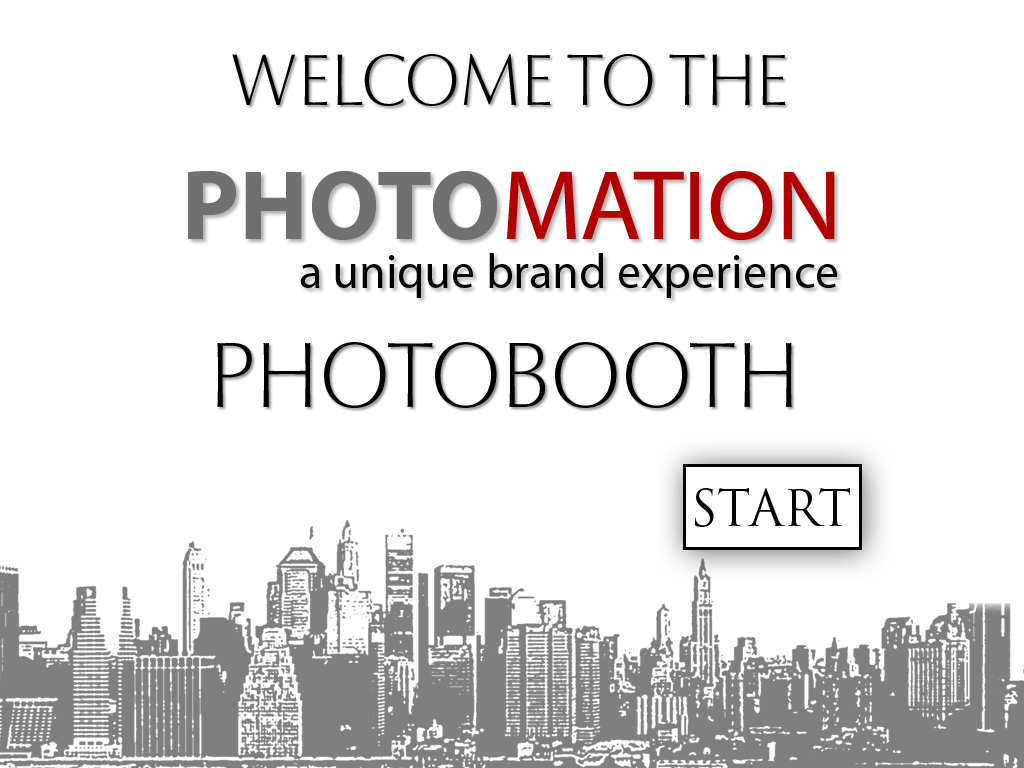 WELCOME TO THE
PHOTOMATION
a unique brand experience
PHOTOBOOTH
START